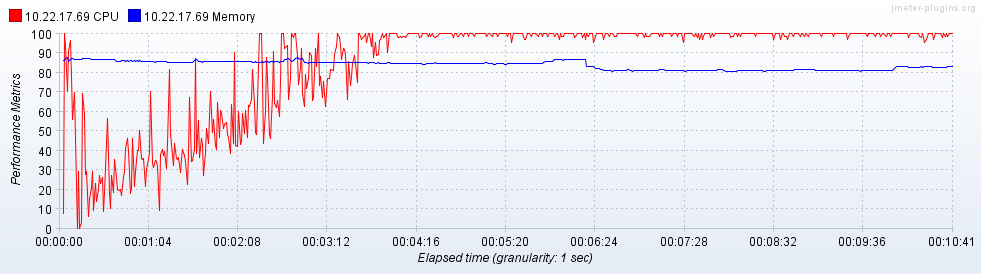 10.22.17.69 CPU 10.22.17.69 Memory
jmeter-plugins.org
Performance Metrics
100
90
80
70
60
50
40
30
20
10
0
00:00:00 00:01:04 00:02:08 00:03:12 00:04:16 00:05:20 00:06:24 00:07:28 00:08:32 00:09:36 00:10:41
Elapsed time (granularity: 1 sec)